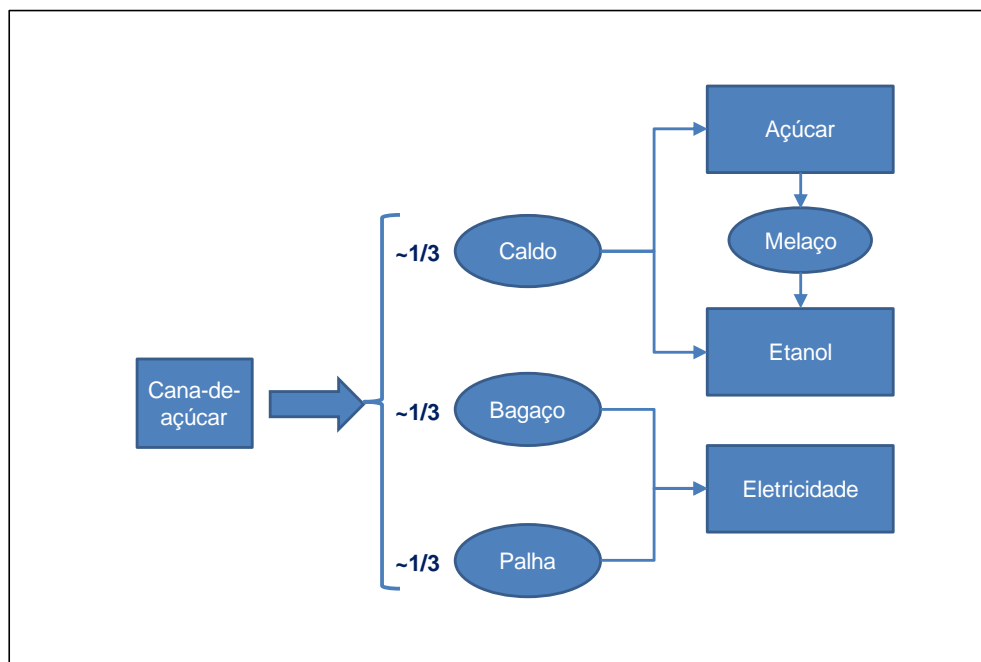 Açúcar
~1/3
Caldo
Melaço
Etanol
Cana-de-
açúcar
~1/3
Bagaço
Eletricidade
~1/3
Palha